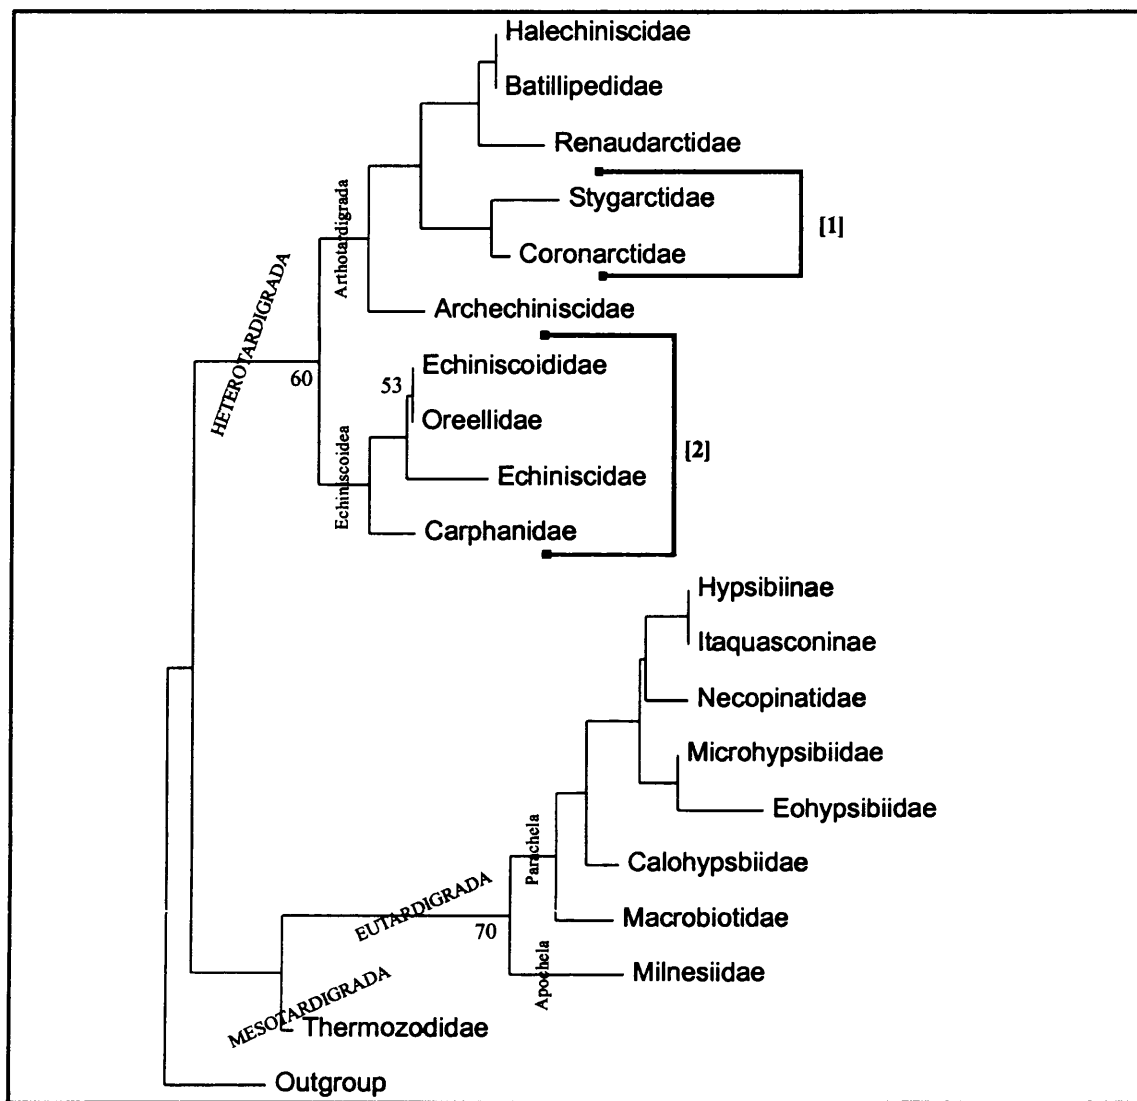 Halechiniscidae
Batillipedidae
Renaudarctidae
Stygarctidae
[1]
Coronarctidae
Arthotardigrada
Archechiniscidae
HETEROTARDIGRADA
60
Echiniscoididae
53
Oreellidae
[2]
Echiniscoidea
Echiniscidae
Carphanidae
Hypsibiinae
Itaquasconinae
Necopinatidae
Microhypsibiidae
Eohypsibiidae
Parachela
Calohypsbiidae
EUTARDIGRADA
70
Macrobiotidae
Apochela
Milnesiidae
MESOTARDIGRADA
Thermozodidae
Outgroup